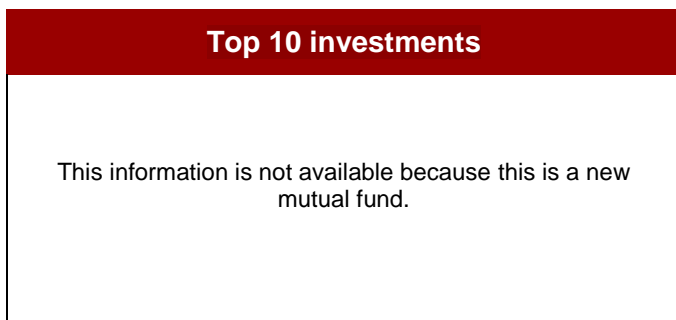 Top 10 investments
This information is not available because this is a new
mutual fund.